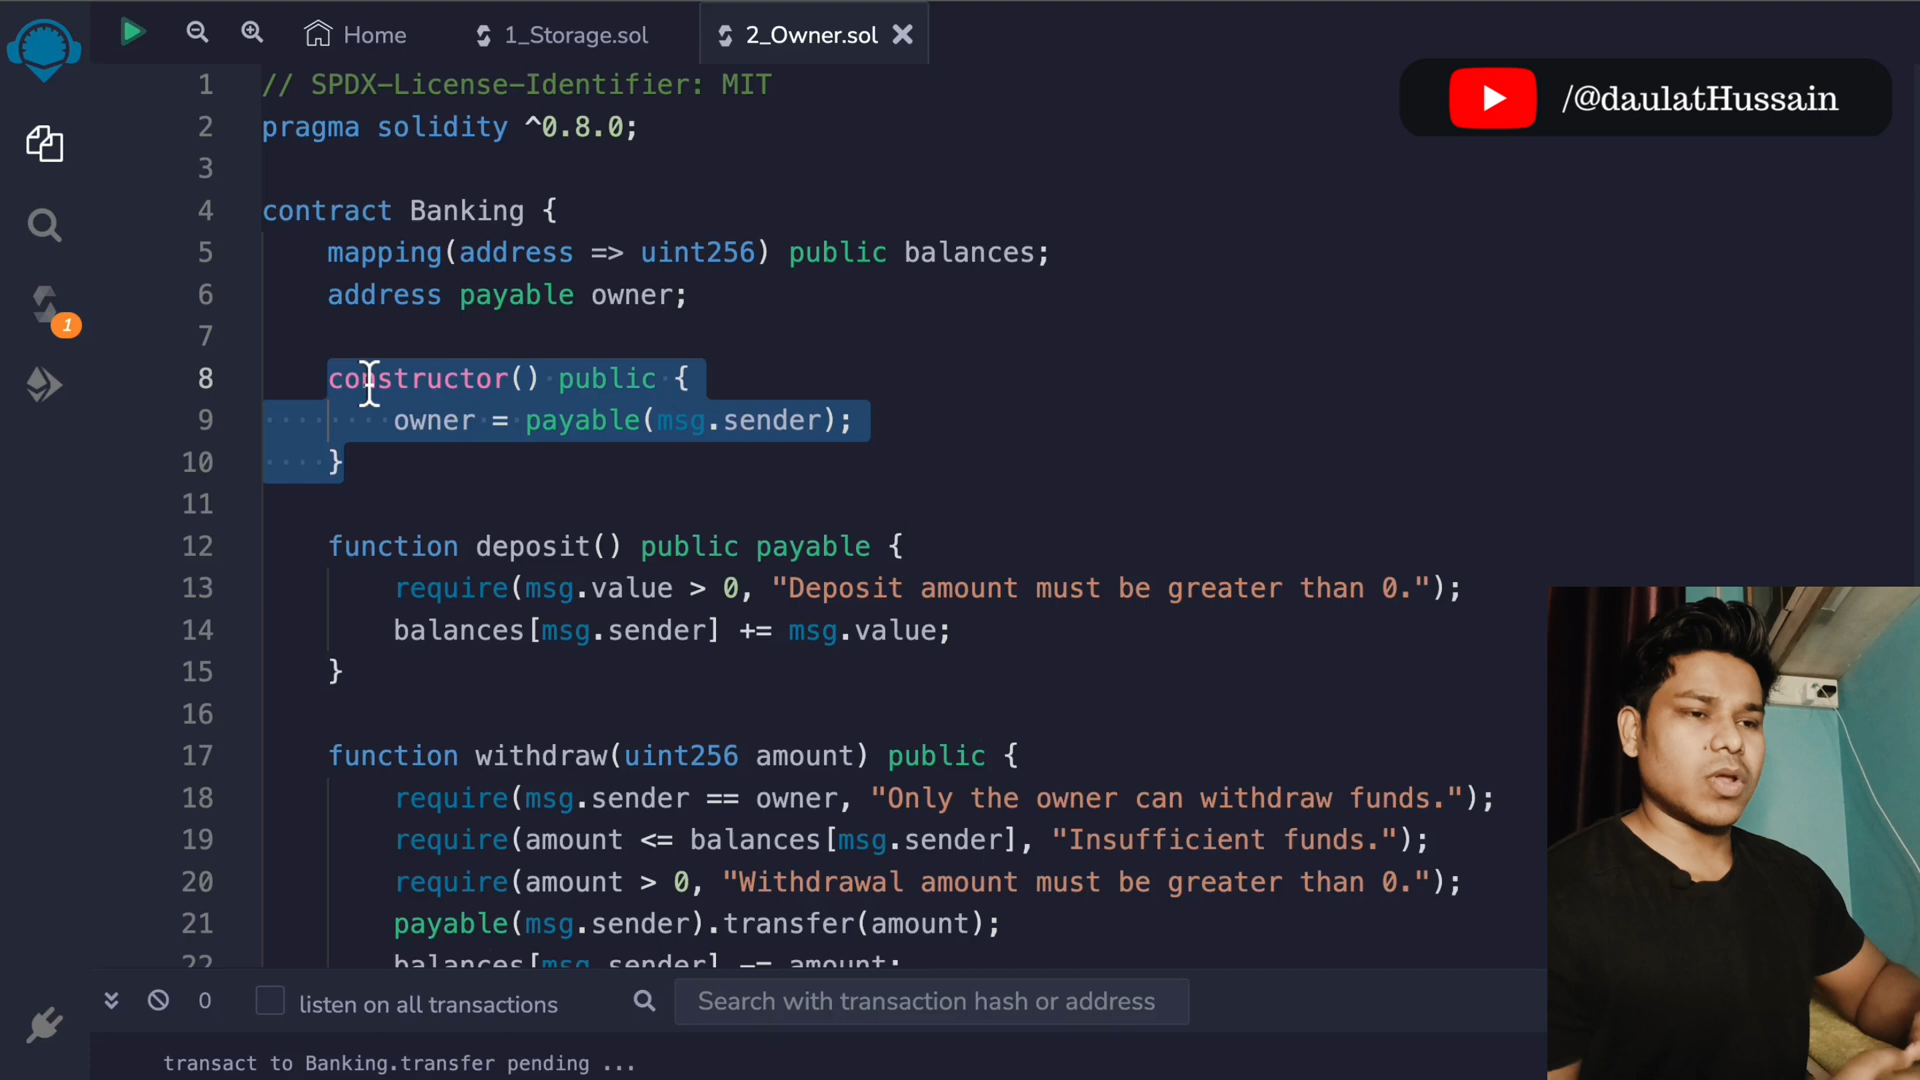 Home
1_Storage.sol
2_Owner.sol
/@daulatHussain
1 // SPDX-License-Identifier: MIT
2 pragma solidity ^0.8.0;
3
4 contract Banking {
5 mapping(address => uint256) public balances;
6 address payable owner;
7
8 constructor() public {
9 owner = payable(msg.sender);
10 }
11
12 function deposit() public payable {
13 require(msg.value > 0, "Deposit amount must be greater than 0.");
14 balances[msg.sender] += msg.value;
15 }
16
17 function withdraw(uint256 amount) public {
18 require(msg.sender == owner, "Only the owner can withdraw funds.");
19 require(amount <= balances[msg.sender], "Insufficient funds.");
20 require(amount > 0, "Withdrawal amount must be greater than 0.");
21 payable(msg.sender).transfer(amount);
22 balances[msg.sender] -= amount;
1
0
listen on all transactions
Search with transaction hash or address
transact to Banking.transfer pending ...